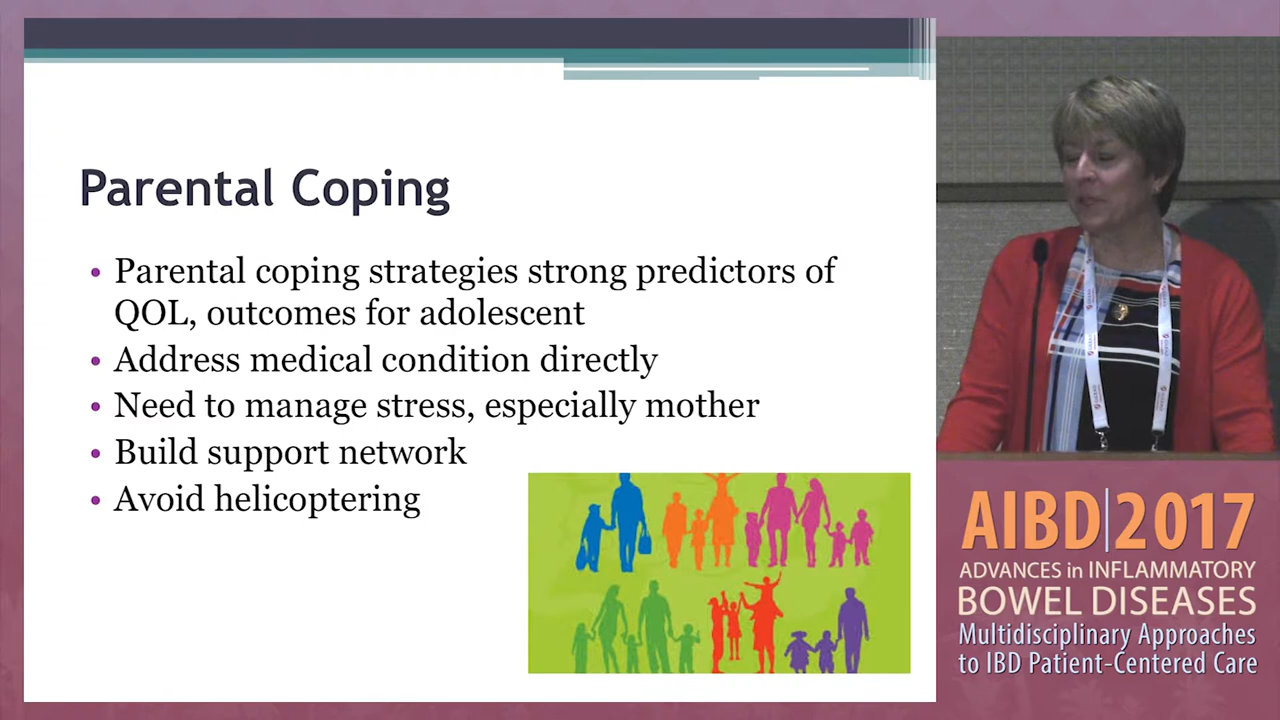 Parental Coping
• Parental coping strategies strong predictors of
QOL, outcomes for adolescent
• Address medical condition directly
• Need to manage stress, especially mother
• Build support network
• Avoid helicoptering
AIBD|2017
ADVANCES in INFLAMMATORY
BOWEL DISEASES
Multidisciplinary Approaches
to IBD Patient-Centered Care